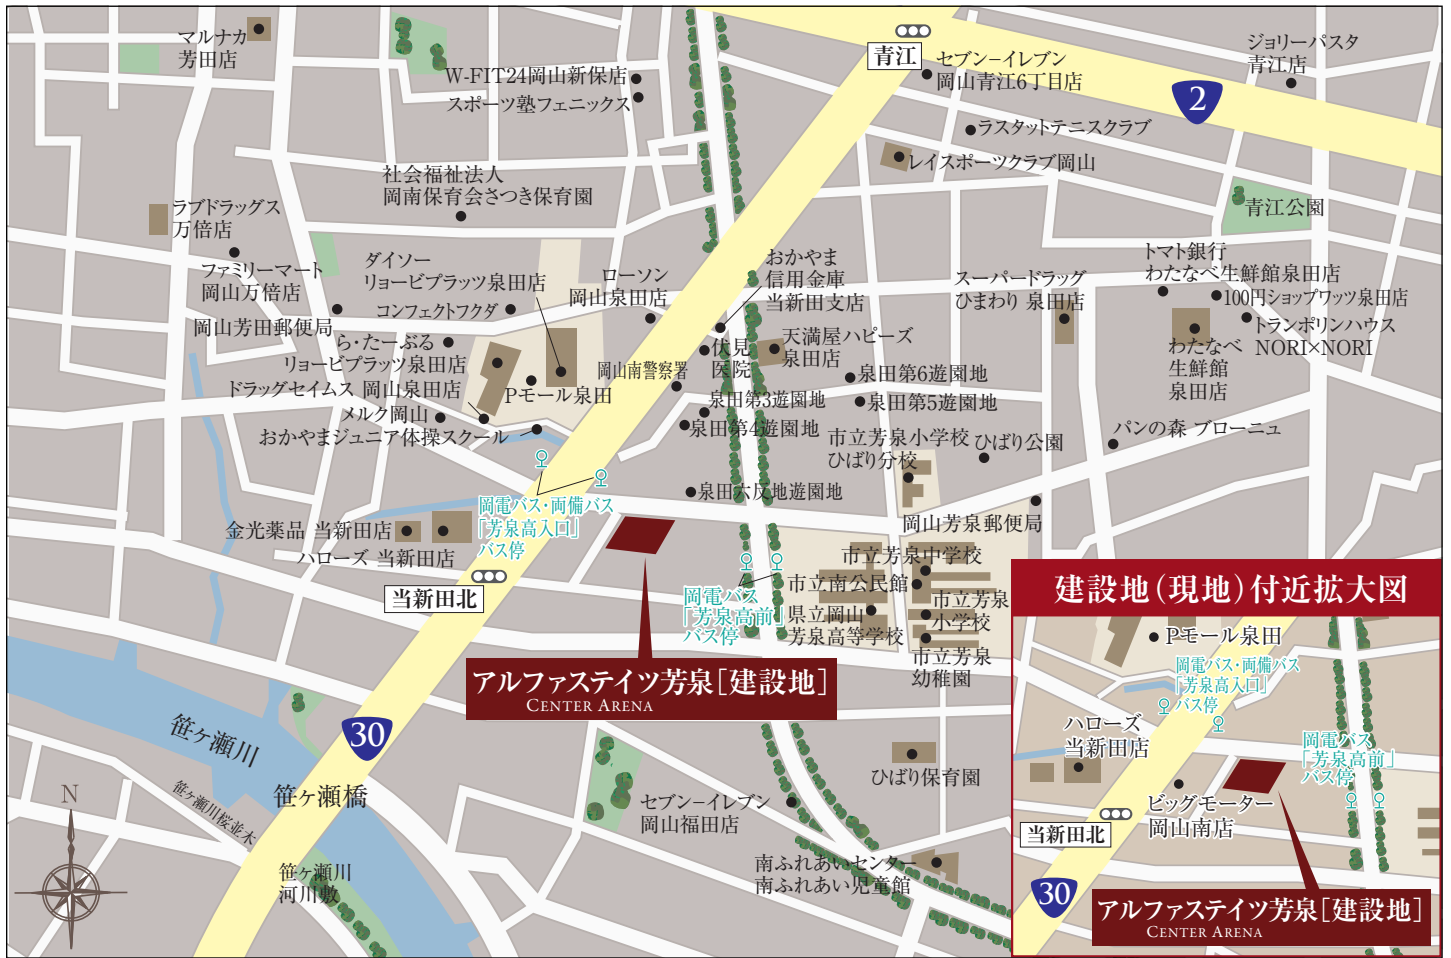 マルナカ
芳田店
W-FIT24岡山新保店
スポーツ塾フェニックス
青江
セブン-イレブン
岡山青江6丁目店
ジョリーパスタ
青江店
2
ラスタットテニスクラブ
レイスポーツクラブ岡山
社会福祉法人
岡南保育会さつき保育園
ラブドラッグス
万倍店
青江公園
ファミリーマート
岡山万倍店
ダイソー
リョービプラッツ泉田店
ローソン
岡山泉田店
おかやま
信用金庫
当新田支店
スーパードラッグ
ひまわり 泉田店
トマト銀行
わたなべ生鮮館泉田店
100円ショップワッツ泉田店
トランポリンハウス
NORI×NORI
コンフェクトフクダ
岡山芳田郵便局
ら・たーぶる
リョービプラッツ泉田店
ドラッグセイムス 岡山泉田店
メルク岡山
おかやまジュニア体操スクール
Pモール泉田
岡山南警察署
伏見
医院
天満屋ハピーズ
泉田店
わたなべ
生鮮館
泉田店
泉田第6遊園地
泉田第5遊園地
泉田第3遊園地
泉田第4遊園地
市立芳泉小学校
ひばり分校
ひばり公園
パンの森 ブローニュ
泉田六反地遊園地
岡山芳泉郵便局
岡電バス・両備バス
「芳泉高入口」
バス停
金光薬品 当新田店
ハローズ 当新田店
当新田北
市立芳泉中学校
市立南公民館
県立岡山
芳泉高等学校
市立芳泉
小学校
市立芳泉
幼稚園
岡電バス
「芳泉高前」
バス停
アルファステイツ芳泉[建設地]
CENTER ARENA
30
笹ヶ瀬川
笹ヶ瀬橋
笹ヶ瀬川桜並木
N
笹ヶ瀬川
河川敷
ひばり保育園
セブン-イレブン
岡山福田店
南ふれあいセンター
南ふれあい児童館
建設地(現地)付近拡大図
Pモール泉田
岡電バス・両備バス
「芳泉高入口」
バス停
ハローズ
当新田店
岡電バス
「芳泉高前」
バス停
ビッグモーター
岡山南店
当新田北
30
アルファステイツ芳泉[建設地]
CENTER ARENA